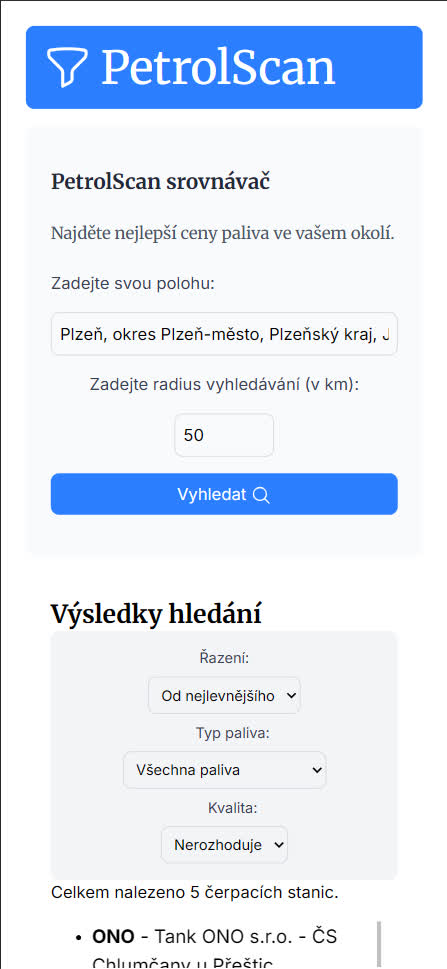 PetrolScan
PetrolScan srovnávač
Najděte nejlepší ceny paliva ve vašem okolí.
Zadejte svou polohu:
Plzeň, okres Plzeň-město, Plzeňský kraj, J
Zadejte radius vyhledávání (v km):
50
Vyhledat
Výsledky hledání
Řazení:
Od nejlevnějšího
Typ paliva:
Všechna paliva
Kvalita:
Nerozhoduje
Celkem nalezeno 5 čerpacích stanic.
• ONO - Tank ONO s.r.o. - ČS
Chlumčany u Přeštic